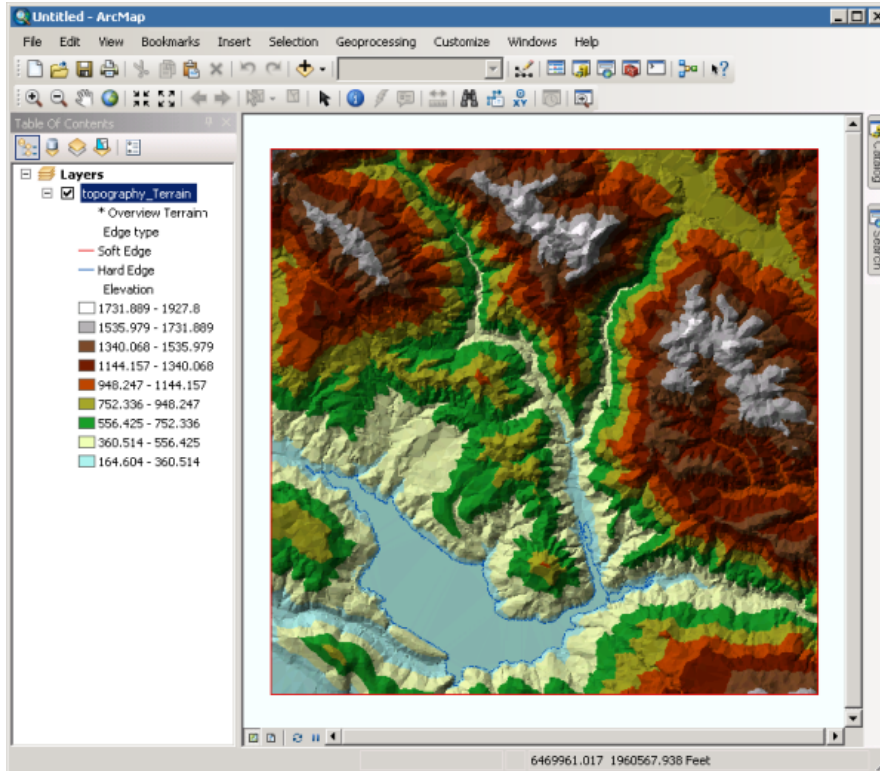 Untitled - ArcMap
File Edit View Bookmarks Insert Selection Geoprocessing Customize Windows Help
Table Of Contents
Layers
topography_Terrain
* Overview Terrain
Edge type
Soft Edge
Hard Edge
Elevation
1731.889 - 1927.8
1535.979 - 1731.889
1340.068 - 1535.979
1144.157 - 1340.068
948.247 - 1144.157
752.336 - 948.247
556.425 - 752.336
360.514 - 556.425
164.604 - 360.514
Catalog
Search
6469961.017 1960567.938 Feet